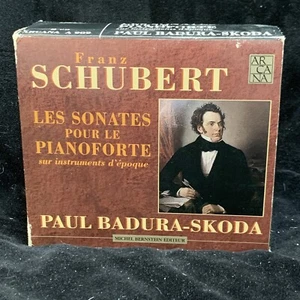 PAUL BADURA-SKODA
Franz
SCHUBERT
AR
CA
NA
LES SONATES
POUR LE
PIANOFORTE
sur instruments d'époque
PAUL BADURA-SKODA
MICHEL BERNSTEIN EDITEUR